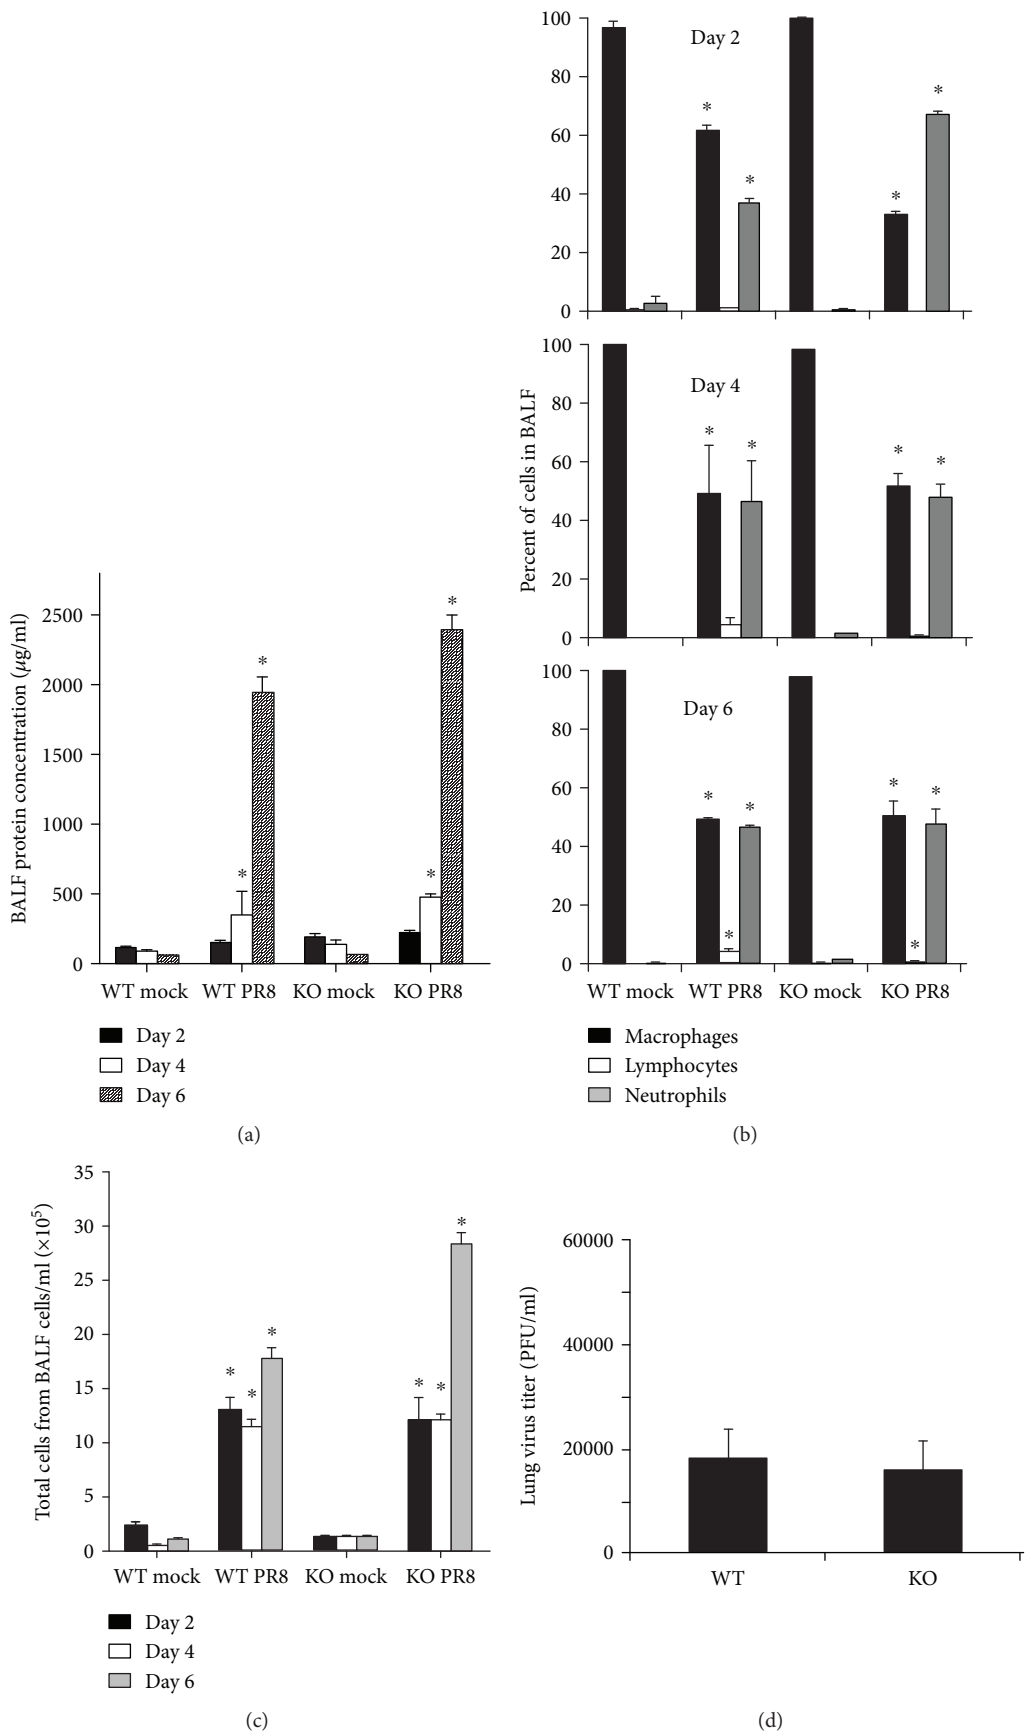 BALF protein concentration (μg/ml)
2500
2000
1500
1000
500
0
* * * *
WT mock WT PR8 KO mock KO PR8
Day 2
Day 4
Day 6
(a)
Percent of cells in BALF
Day 2
100
80
60
40
20
0
* * * *
Day 4
100
80
60
40
20
0
* * * *
Day 6
100
80
60
40
20
0
* * * * * *
WT mock WT PR8 KO mock KO PR8
Macrophages
Lymphocytes
Neutrophils
(b)
Total cells from BALF cells/ml (×10⁵)
35
30
25
20
15
10
5
0
* * * * * *
WT mock WT PR8 KO mock KO PR8
Day 2
Day 4
Day 6
(c)
Lung virus titer (PFU/ml)
60000
40000
20000
0
WT KO
(d)